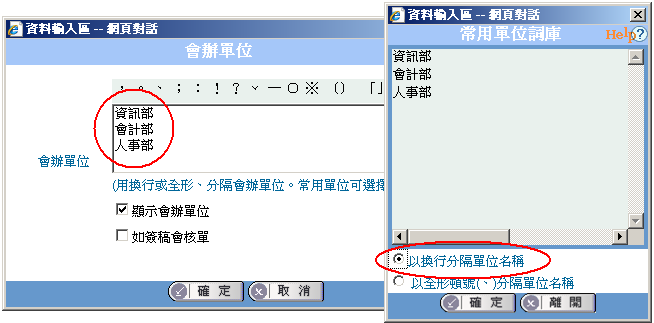 資料輸入區 -- 網頁對話
會辦單位
，。、；：！？ˇ－○※（）「」
資訊部
會計部
人事部
會辦單位
(用換行或全形、分隔會辦單位。常用單位可選擇
顯示會辦單位
如簽稿會核單
確 定
取 消
資料輸入區 -- 網頁對話
常用單位詞庫
Help
?
資訊部
會計部
人事部
以換行分隔單位名稱
以全形頓號(、)分隔單位名稱
確 定
離 開